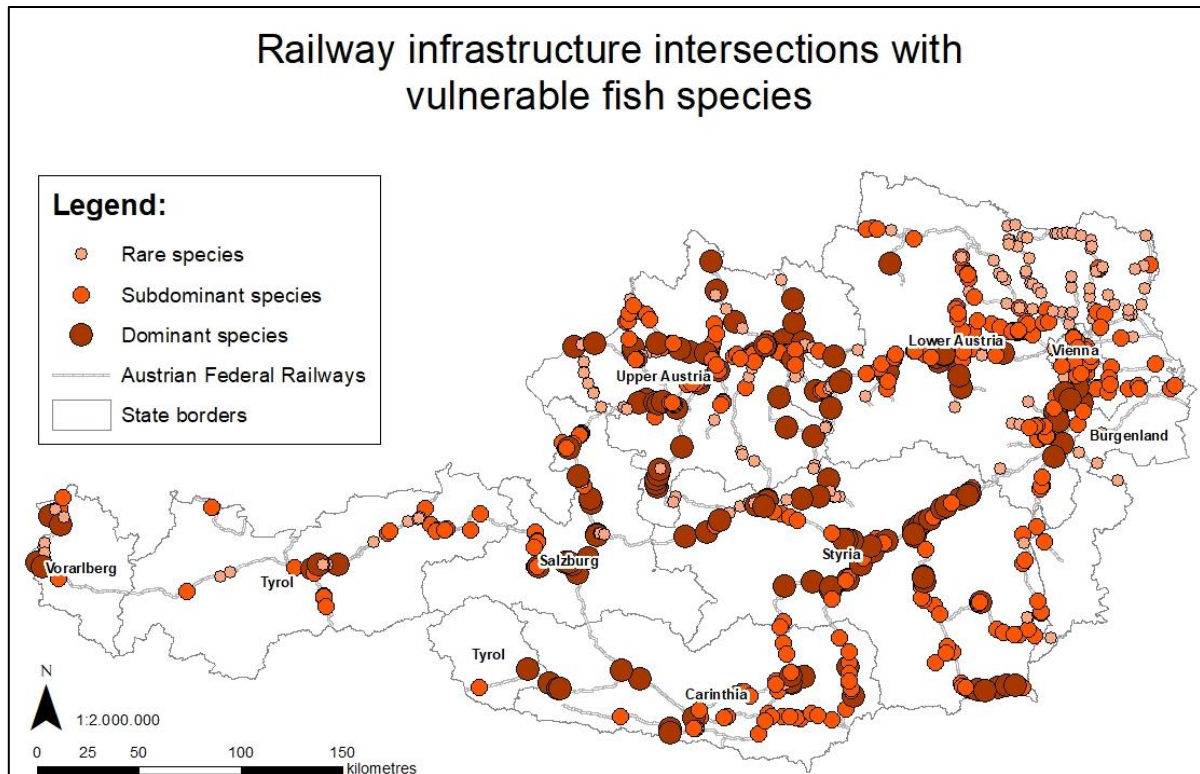 Railway infrastructure intersections with
vulnerable fish species
Legend:
Rare species
Subdominant species
Dominant species
Austrian Federal Railways
State borders
Lower Austria
Vienna
Upper Austria
Burgenland
Vorarlberg
Tyrol
Salzburg
Styria
Tyrol
Carinthia
N
1:2.000.000
0 25 50 100 150
kilometres